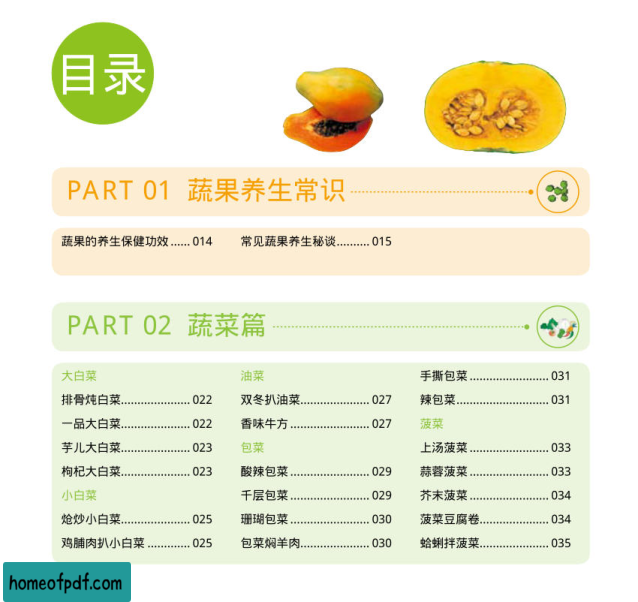 目录
PART 01 蔬果养生常识
蔬果的养生保健功效...... 014
常见蔬果养生秘谈.......... 015
PART 02 蔬菜篇
大白菜
排骨炖白菜..................... 022
一品大白菜..................... 022
芋儿大白菜..................... 023
枸杞大白菜..................... 023
小白菜
炝炒小白菜..................... 025
鸡脯肉扒小白菜............. 025
油菜
双冬扒油菜..................... 027
香味牛方........................ 027
包菜
酸辣包菜........................ 029
千层包菜........................ 029
珊瑚包菜........................ 030
包菜焖羊肉..................... 030
手撕包菜........................ 031
辣包菜............................ 031
菠菜
上汤菠菜........................ 033
蒜蓉菠菜........................ 033
芥末菠菜........................ 034
菠菜豆腐卷..................... 034
蛤蜊拌菠菜..................... 035
homeofpdf.com